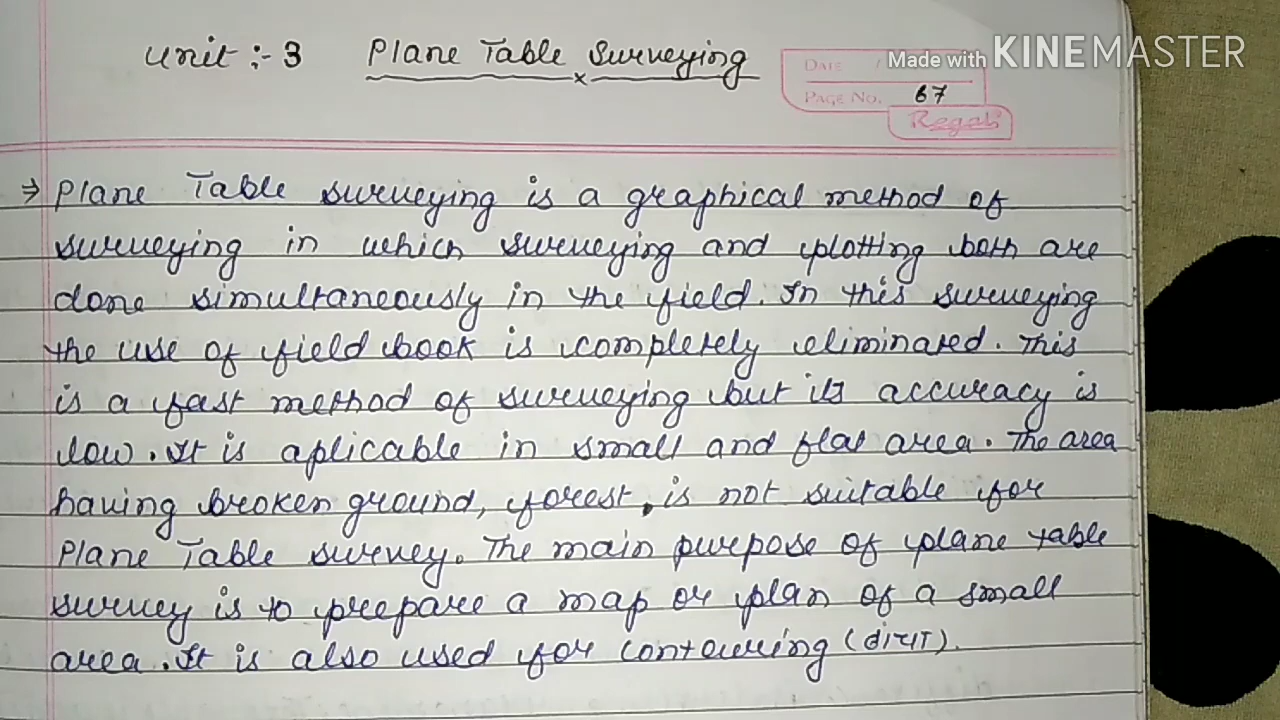 Unit :- 3 Plane Table Surveying
Made with KINEMASTER
DATE /
PAGE No. 67
Regal
⇒ Plane Table surveying is a graphical method of
surveying in which surveying and plotting both are
done simultaneously in the field. In this surveying
the use of field book is completely eliminated. This
is a fast method of surveying but its accuracy is
low. It is aplicable in small and flat area. The area
having broken ground, forest, is not suitable for
Plane Table survey. The main purpose of plane table
survey is to prepare a map or plan of a small
area. It is also used for contouring ( ).